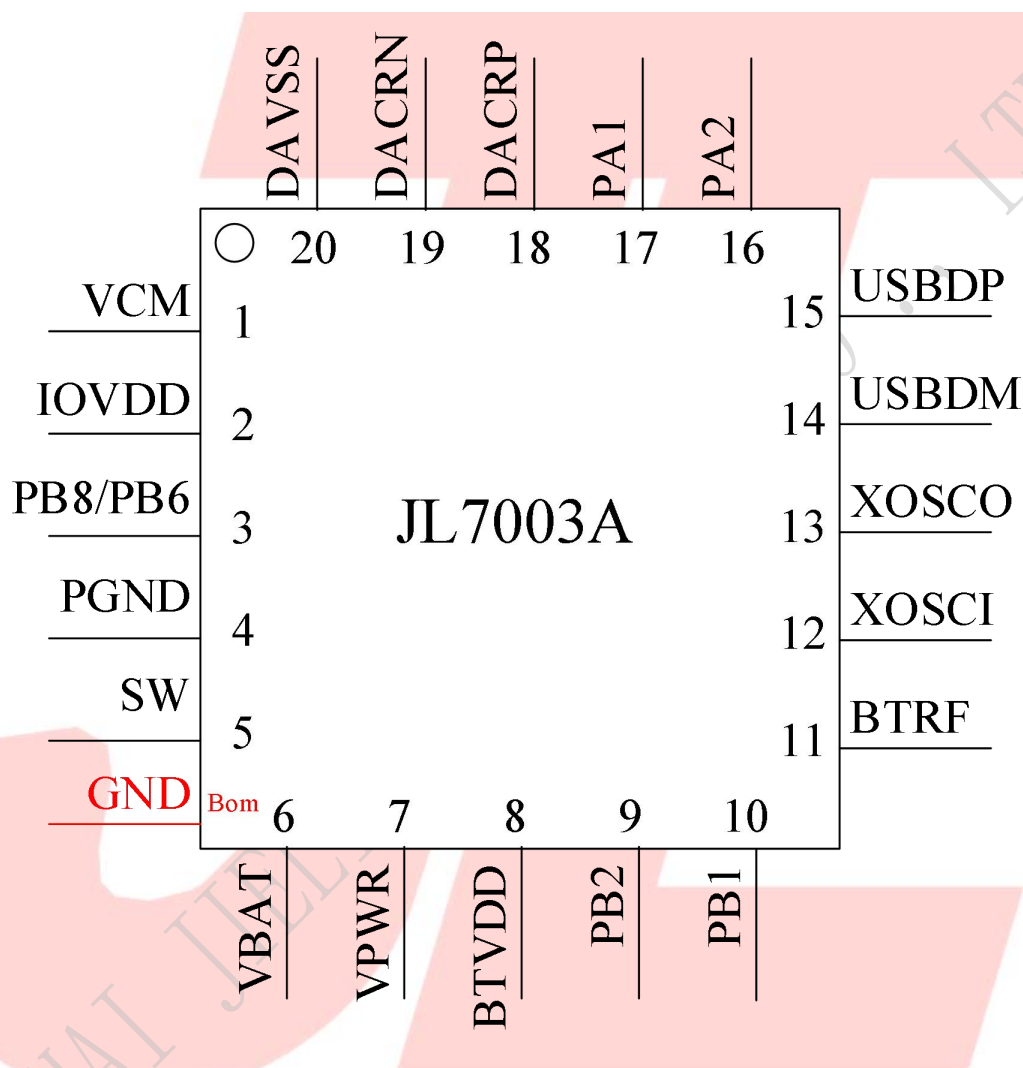 DAVSS
DACRN
DACRP
PA1
PA2
20
19
18
17
16
VCM
1
15
USBDP
IOVDD
2
14
USBDM
PB8/PB6
3
JL7003A
13
XOSCO
PGND
4
12
XOSCI
SW
5
11
BTRF
GND
Bom
6
7
8
9
10
VBAT
VPWR
BTVDD
PB2
PB1